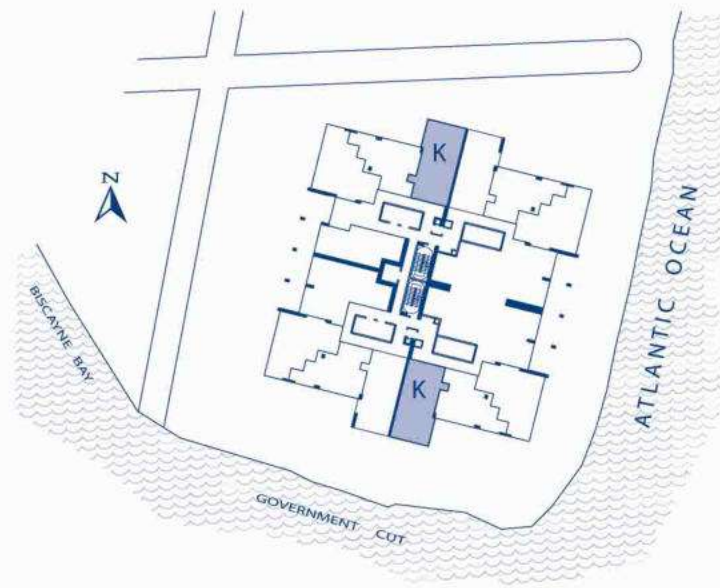 K
N
ATLANTIC OCEAN
BISCAYNE BAY
K
GOVERNMENT CUT